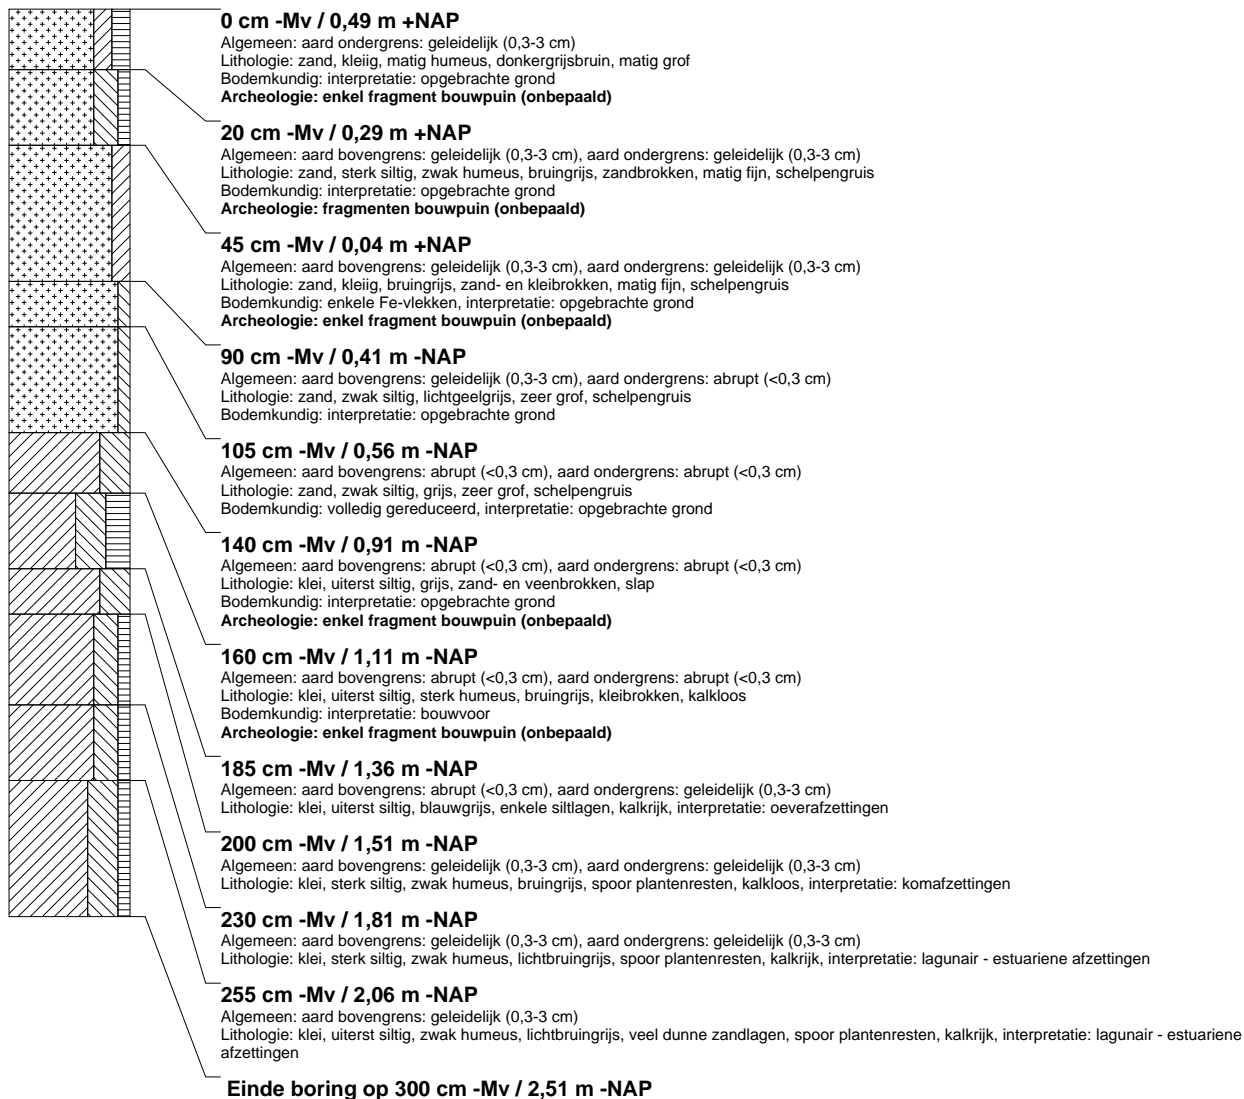 0 cm -Mv / 0,49 m +NAP
Algemeen: aard ondergrens: geleidelijk (0,3-3 cm)
Lithologie: zand, kleiig, matig humeus, donkergrijsbruin, matig grof
Bodemkundig: interpretatie: opgebrachte grond
Archeologie: enkel fragment bouwpuin (onbepaald)
20 cm -Mv / 0,29 m +NAP
Algemeen: aard bovengrens: geleidelijk (0,3-3 cm), aard ondergrens: geleidelijk (0,3-3 cm)
Lithologie: zand, sterk siltig, zwak humeus, bruingrijs, zandbrokken, matig fijn, schelpengruis
Bodemkundig: interpretatie: opgebrachte grond
Archeologie: fragmenten bouwpuin (onbepaald)
45 cm -Mv / 0,04 m +NAP
Algemeen: aard bovengrens: geleidelijk (0,3-3 cm), aard ondergrens: geleidelijk (0,3-3 cm)
Lithologie: zand, kleiig, bruingrijs, zand- en kleibrokken, matig fijn, schelpengruis
Bodemkundig: enkele Fe-vlekken, interpretatie: opgebrachte grond
Archeologie: enkel fragment bouwpuin (onbepaald)
90 cm -Mv / 0,41 m -NAP
Algemeen: aard bovengrens: geleidelijk (0,3-3 cm), aard ondergrens: abrupt (<0,3 cm)
Lithologie: zand, zwak siltig, lichtgeelgrijs, zeer grof, schelpengruis
Bodemkundig: interpretatie: opgebrachte grond
105 cm -Mv / 0,56 m -NAP
Algemeen: aard bovengrens: abrupt (<0,3 cm), aard ondergrens: abrupt (<0,3 cm)
Lithologie: zand, zwak siltig, grijs, zeer grof, schelpengruis
Bodemkundig: volledig gereduceerd, interpretatie: opgebrachte grond
140 cm -Mv / 0,91 m -NAP
Algemeen: aard bovengrens: abrupt (<0,3 cm), aard ondergrens: abrupt (<0,3 cm)
Lithologie: klei, uiterst siltig, grijs, zand- en veenbrokken, slap
Bodemkundig: interpretatie: opgebrachte grond
Archeologie: enkel fragment bouwpuin (onbepaald)
160 cm -Mv / 1,11 m -NAP
Algemeen: aard bovengrens: abrupt (<0,3 cm), aard ondergrens: abrupt (<0,3 cm)
Lithologie: klei, uiterst siltig, sterk humeus, bruingrijs, kleibrokken, kalkloos
Bodemkundig: interpretatie: bouwvoor
Archeologie: enkel fragment bouwpuin (onbepaald)
185 cm -Mv / 1,36 m -NAP
Algemeen: aard bovengrens: abrupt (<0,3 cm), aard ondergrens: geleidelijk (0,3-3 cm)
Lithologie: klei, uiterst siltig, blauwgrijs, enkele siltlagen, kalkrijk, interpretatie: oeverafzettingen
200 cm -Mv / 1,51 m -NAP
Algemeen: aard bovengrens: geleidelijk (0,3-3 cm), aard ondergrens: geleidelijk (0,3-3 cm)
Lithologie: klei, sterk siltig, zwak humeus, bruingrijs, spoor plantenresten, kalkloos, interpretatie: komafzettingen
230 cm -Mv / 1,81 m -NAP
Algemeen: aard bovengrens: geleidelijk (0,3-3 cm), aard ondergrens: geleidelijk (0,3-3 cm)
Lithologie: klei, sterk siltig, zwak humeus, lichtbruingrijs, spoor plantenresten, kalkrijk, interpretatie: lagunair - estuariene afzettingen
255 cm -Mv / 2,06 m -NAP
Algemeen: aard bovengrens: geleidelijk (0,3-3 cm)
Lithologie: klei, uiterst siltig, zwak humeus, lichtbruingrijs, veel dunne zandlagen, spoor plantenresten, kalkrijk, interpretatie: lagunair - estuariene
afzettingen
Einde boring op 300 cm -Mv / 2,51 m -NAP